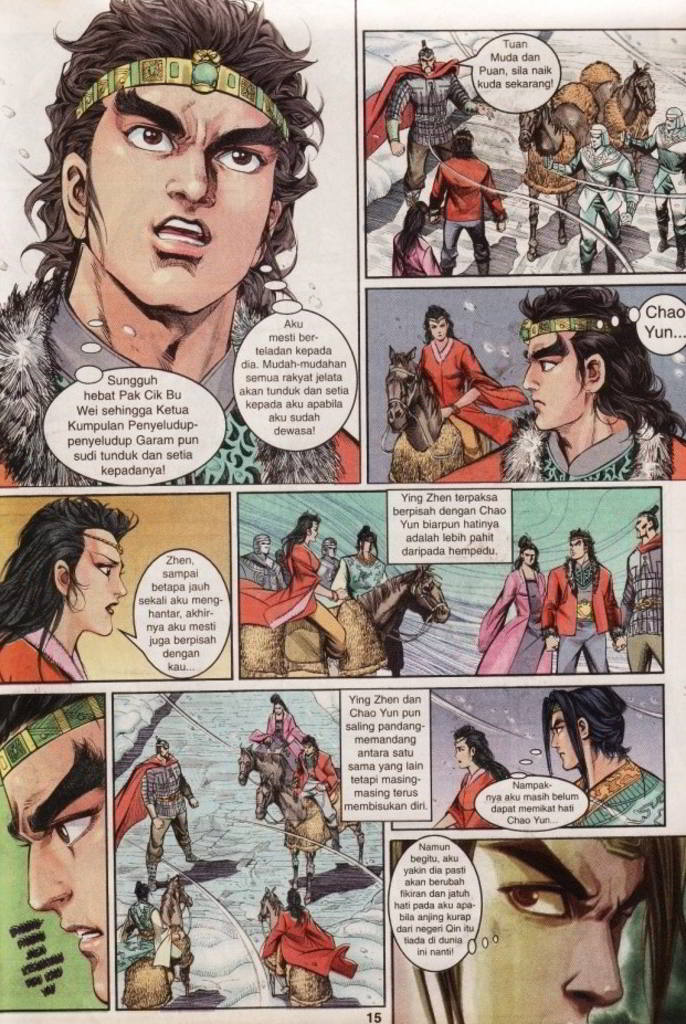 Sungguh
hebat Pak Cik Bu
Wei sehingga Ketua
Kumpulan Penyeludup-
penyeludup Garam pun
sudi tunduk dan setia
kepadanya!
Aku
mesti ber-
teladan kepada
dia. Mudah-mudahan
semua rakyat jelata
akan tunduk dan setia
kepada aku apabila
aku sudah
dewasa!
Tuan
Muda dan
Puan, sila naik
kuda sekarang!
Chao
Yun...
Zhen,
sampai
betapa jauh
sekali aku meng-
hantar, akhir-
nya aku mesti
juga berpisah
dengan
kau...
Ying Zhen terpaksa
berpisah dengan Chao
Yun biarpun hatinya
adalah lebih pahit
daripada hempedu.
Ying Zhen dan
Chao Yun pun
saling pandang-
memandang
antara satu
sama yang lain
tetapi masing-
masing terus
membisukan diri.
Nampak-
nya aku masih belum
dapat memikat hati
Chao Yun...
Namun
begitu, aku
yakin dia pasti
akan berubah
fikiran dan jatuh
hati pada aku apa-
bila anjing kurap
dari negeri Qin itu
tiada di dunia
ini nanti!
15